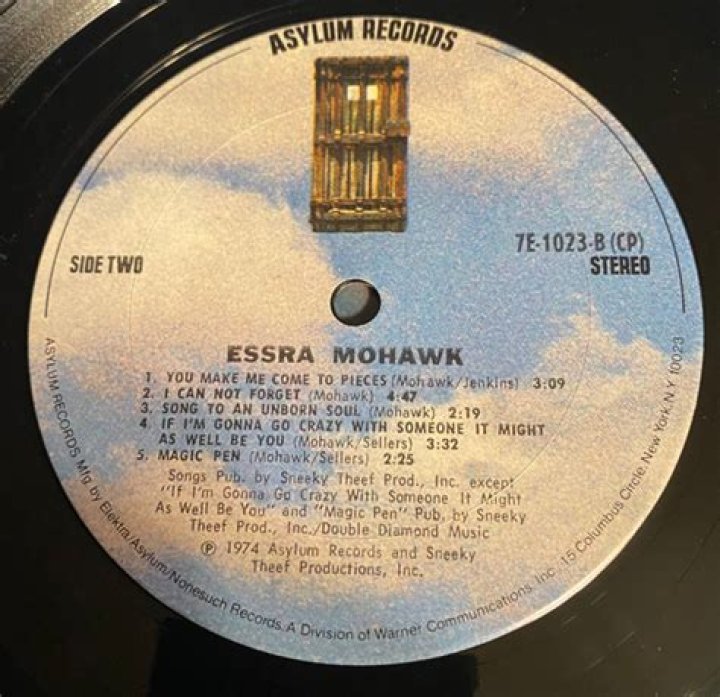 ASYLUM RECORDS
7E-1023-B (CP)
SIDE TWO
STEREO
ESSRA MOHAWK
1. YOU MAKE ME COME TO PIECES (Mohawk/Jenkins) 3:09
2. I CAN NOT FORGET (Mohawk) 4:47
3. SONG TO AN UNBORN SOUL (Mohawk) 2:19
4. IF I'M GONNA GO CRAZY WITH SOMEONE IT MIGHT
AS WELL BE YOU (Mohawk/Sellers) 3:32
5. MAGIC PEN (Mohawk/Sellers) 2:25
Songs Pub. by Sneeky Theef Prod., Inc. except
"If I'm Gonna Go Crazy With Someone It Might
As Well Be You" and "Magic Pen" Pub. by Sneeky
Theef Prod., Inc./Double Diamond Music
℗ 1974 Asylum Records and Sneeky
Theef Productions, Inc.
ASYLUM RECORDS Mfg. by Elektra/Asylum/Nonesuch Records. A Division of Warner Communications, Inc. · 15 Columbus Circle, New York, N.Y. 10023